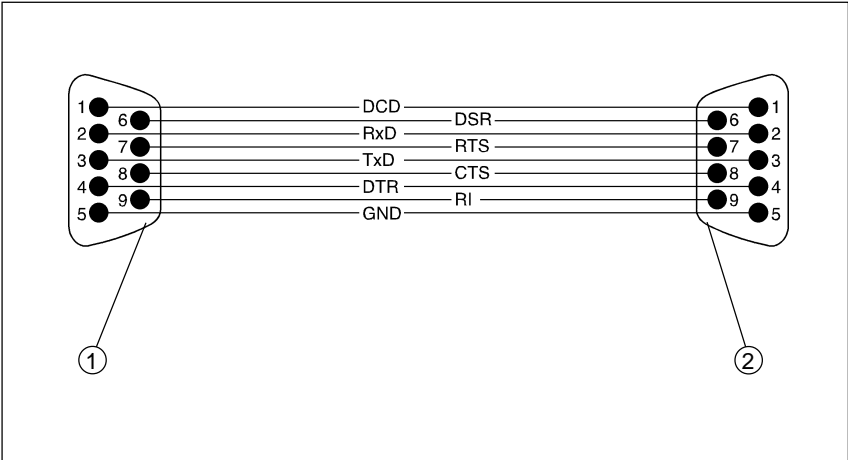 1 DCD 1
6 DSR 6
2 RxD 2
7 RTS 7
3 TxD 3
8 CTS 8
4 DTR 4
9 RI 9
5 GND 5
1 2